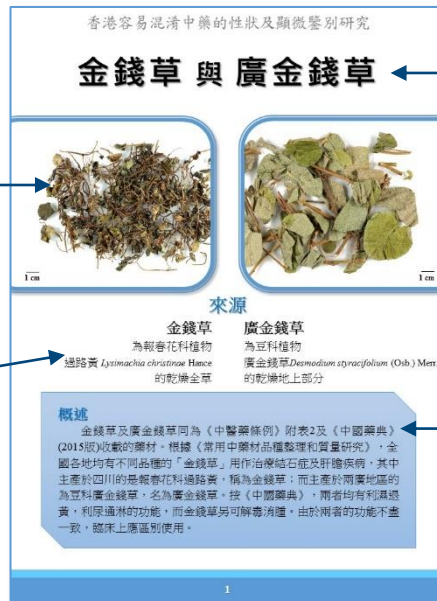 香港容易混淆中藥的性狀及顯微鑒別研究
金錢草 與 廣金錢草
1 cm
1 cm
來源
金錢草
為報春花科植物
過路黃 Lysimachia christinae Hance
的乾燥全草
廣金錢草
為豆科植物
廣金錢草Desmodium styracifolium (Osb.) Merr
的乾燥地上部分
概述
金錢草及廣金錢草同為《中醫藥條例》附表2及《中國藥典》
(2015版)收載的藥材。根據《常用中藥材品種整理和質量研究》，全
國各地均有不同品種的「金錢草」用作治療結石症及肝膽疾病，其中
主產於四川的是報春花科過路黃，稱為金錢草；而主產於兩廣地區的
為豆科廣金錢草，名為廣金錢草。按《中國藥典》，兩者均有利濕退
黃，利尿通淋的功能，而金錢草另可解毒消腫。由於兩者的功能不盡
一致，臨床上應區別使用。
1